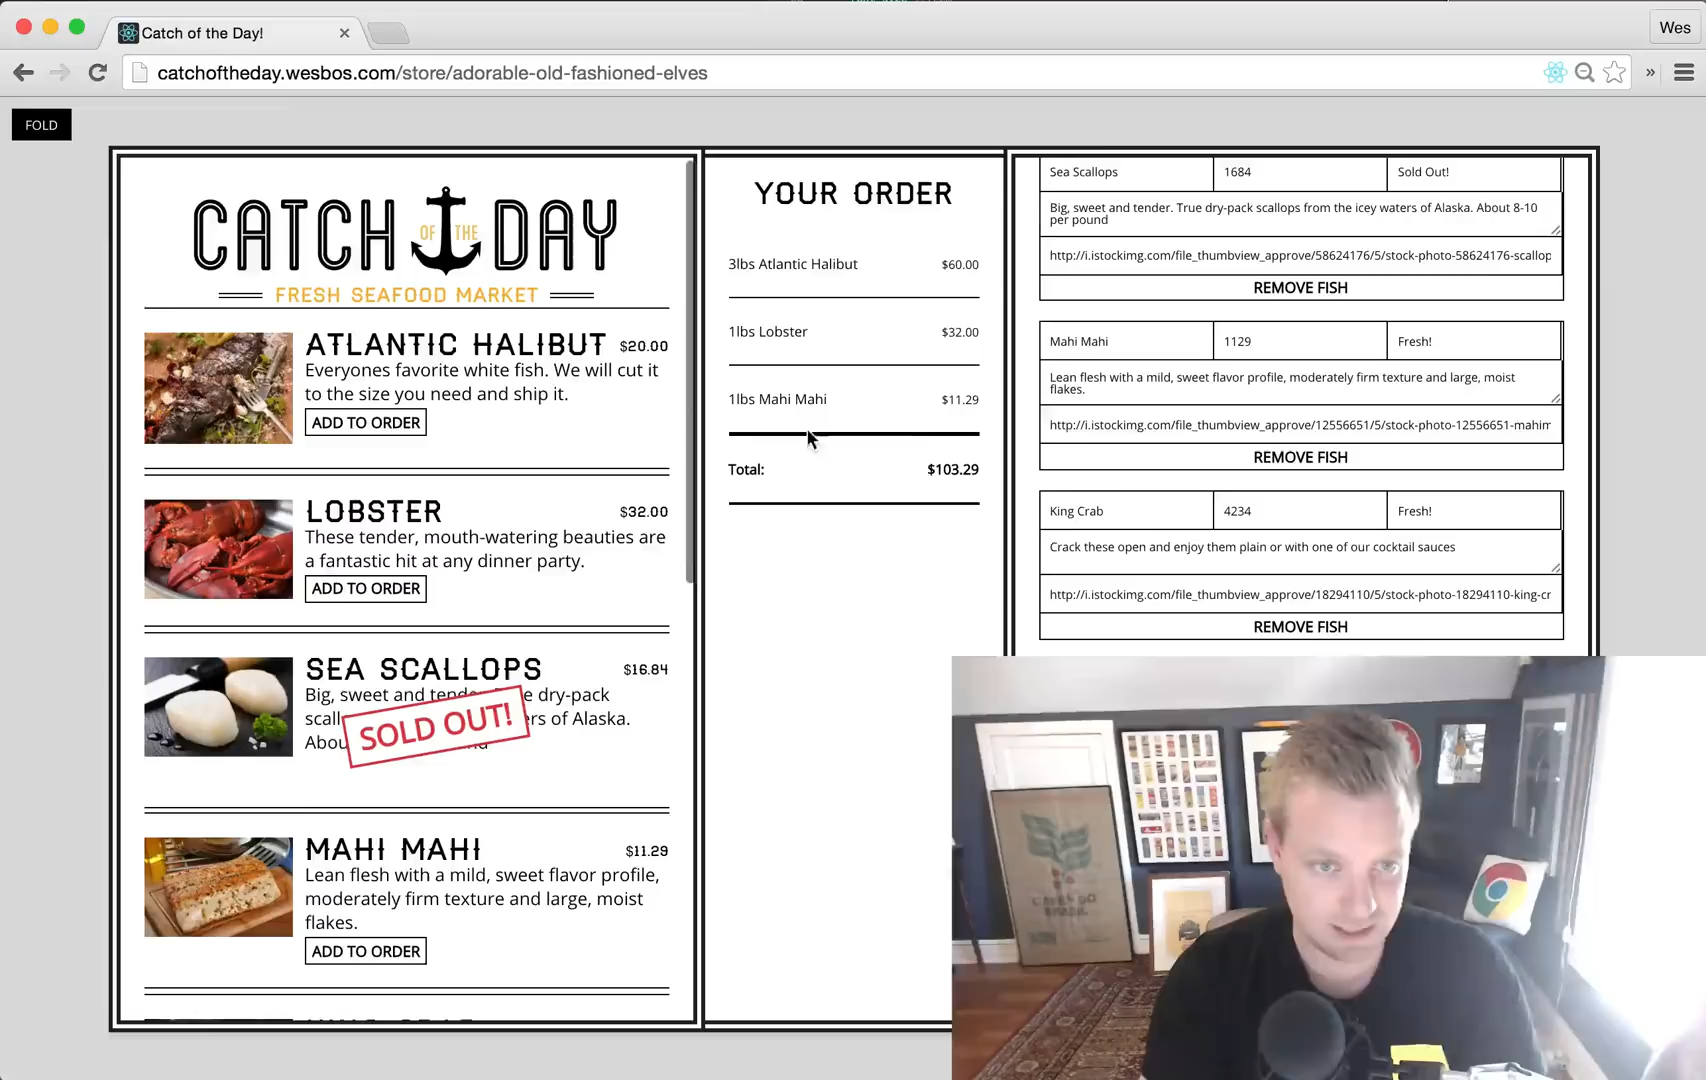 Catch of the Day!
Wes
catchoftheday.wesbos.com/store/adorable-old-fashioned-elves
FOLD
CATCH OF THE DAY
FRESH SEAFOOD MARKET
ATLANTIC HALIBUT $20.00
Everyones favorite white fish. We will cut it
to the size you need and ship it.
ADD TO ORDER
LOBSTER $32.00
These tender, mouth-watering beauties are
a fantastic hit at any dinner party.
ADD TO ORDER
SEA SCALLOPS $16.84
Big, sweet and dry-pack
of Alaska.
SOLD OUT!
MAHI MAHI $11.29
Lean flesh with a mild, sweet flavor profile,
moderately firm texture and large, moist
flakes.
ADD TO ORDER
YOUR ORDER
3lbs Atlantic Halibut $60.00
1lbs Lobster $32.00
1lbs Mahi Mahi $11.29
Total: $103.29
Sea Scallops 1684 Sold Out!
Big, sweet and tender. True dry-pack scallops from the icey waters of Alaska. About 8-10
per pound
http://i.istockimg.com/file_thumbview_approve/58624176/5/stock-photo-58624176-scallop
REMOVE FISH
Mahi Mahi 1129 Fresh!
Lean flesh with a mild, sweet flavor profile, moderately firm texture and large, moist
flakes.
http://i.istockimg.com/file_thumbview_approve/12556651/5/stock-photo-12556651-mahim
REMOVE FISH
King Crab 4234 Fresh!
Crack these open and enjoy them plain or with one of our cocktail sauces
http://i.istockimg.com/file_thumbview_approve/18294110/5/stock-photo-18294110-king-cr
REMOVE FISH